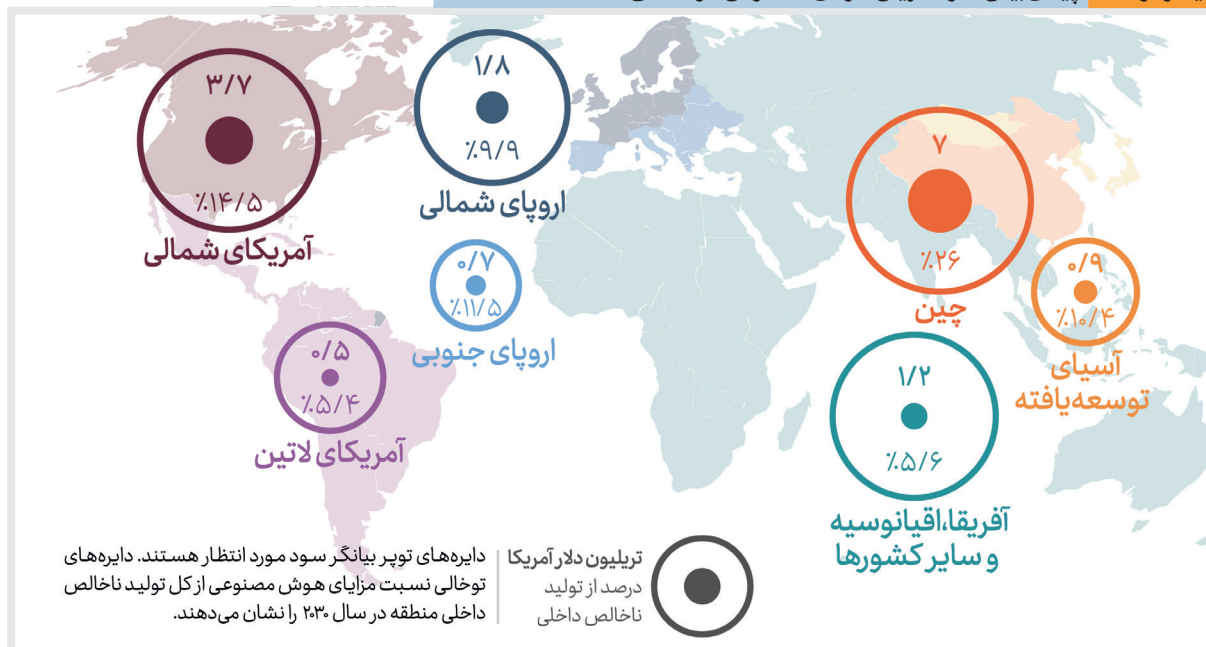 ۳/۷
٪۱۴/۵
آمریکای شمالی
۱/۸
٪۹/۹
اروپای شمالی
۰/۷
٪۱۱/۵
اروپای جنوبی
۰/۵
٪۵/۴
آمریکای لاتین
۷
٪۲۶
چین
۰/۹
٪۱۰/۴
آسیای
توسعه‌یافته
۱/۲
٪۵/۶
آفریقا،اقیانوسیه
و سایر کشورها
تریلیون دلار آمریکا
درصد از تولید
ناخالص داخلی
دایره‌های توپر بیانگر سود مورد انتظار هستند. دایره‌های
توخالی نسبت مزایای هوش مصنوعی از کل تولید ناخالص
داخلی منطقه در سال ۲۰۳۰ را نشان می‌دهند.